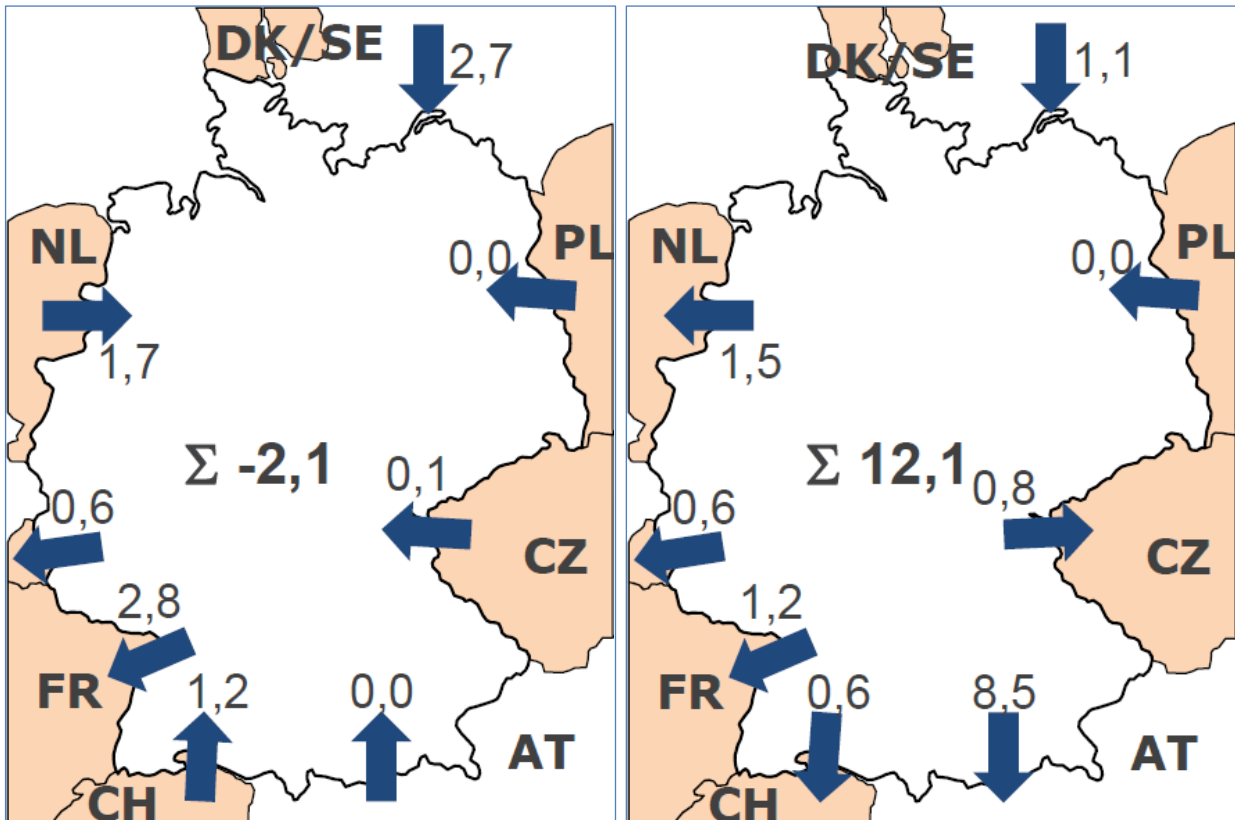 DK/SE
2,7
NL
PL
0,0
1,7
Σ -2,1
0,1
0,6
CZ
2,8
FR
1,2
0,0
AT
CH
DK/SE
1,1
NL
PL
0,0
1,5
Σ 12,1
0,8
0,6
CZ
1,2
FR
0,6
8,5
AT
CH